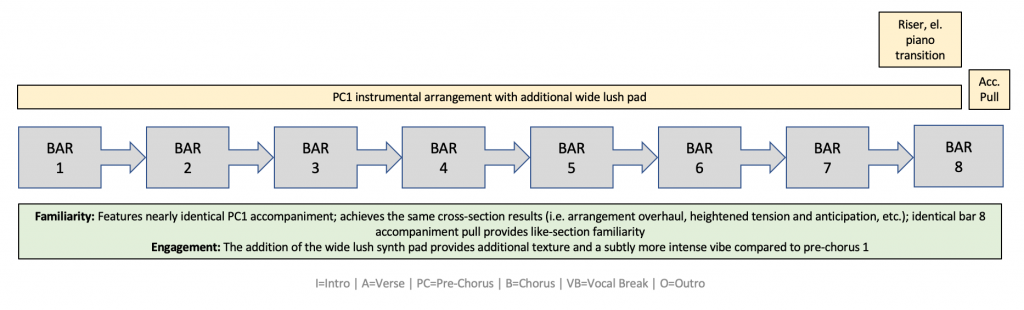 Riser, el.
piano
transition
PC1 instrumental arrangement with additional wide lush pad
Acc.
Pull
BAR
1
BAR
2
BAR
3
BAR
4
BAR
5
BAR
6
BAR
7
BAR
8
Familiarity: Features nearly identical PC1 accompaniment; achieves the same cross-section results (i.e. arrangement overhaul, heightened tension and anticipation, etc.); identical bar 8
accompaniment pull provides like-section familiarity
Engagement: The addition of the wide lush synth pad provides additional texture and a subtly more intense vibe compared to pre-chorus 1
I=Intro | A=Verse | PC=Pre-Chorus | B=Chorus | VB=Vocal Break | O=Outro